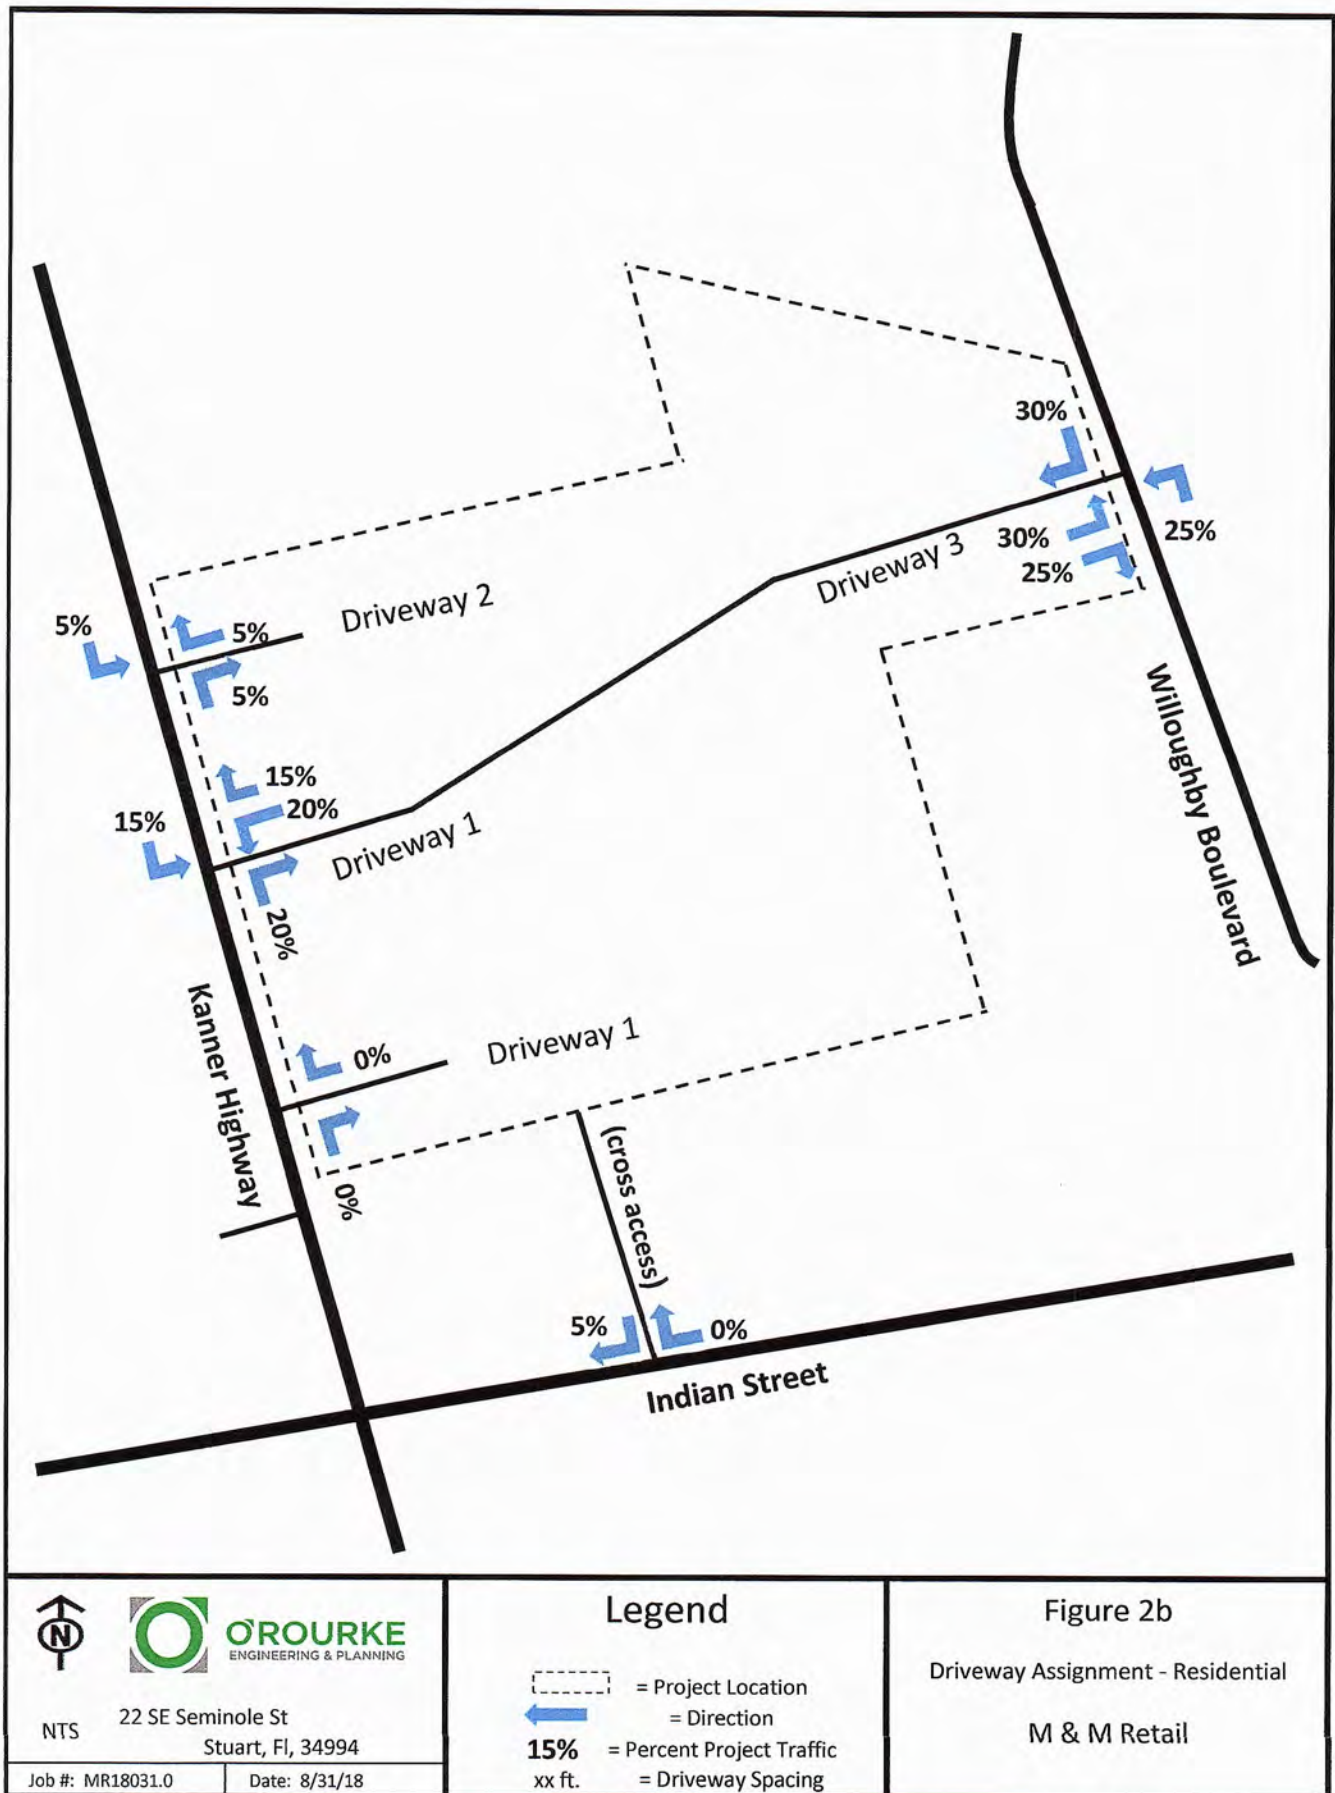 30%
30%
25%
25%
Driveway 3
Driveway 2
5%
5%
5%
15%
20%
15%
Driveway 1
20%
Willoughby Boulevard
Kanner Highway
0%
Driveway 1
0%
(cross access)
5%
0%
Indian Street
N
O'ROURKE
ENGINEERING & PLANNING
NTS
22 SE Seminole St
Stuart, Fl, 34994
Job #: MR18031.0
Date: 8/31/18
Legend
= Project Location
= Direction
15% = Percent Project Traffic
xx ft. = Driveway Spacing
Figure 2b
Driveway Assignment - Residential
M & M Retail